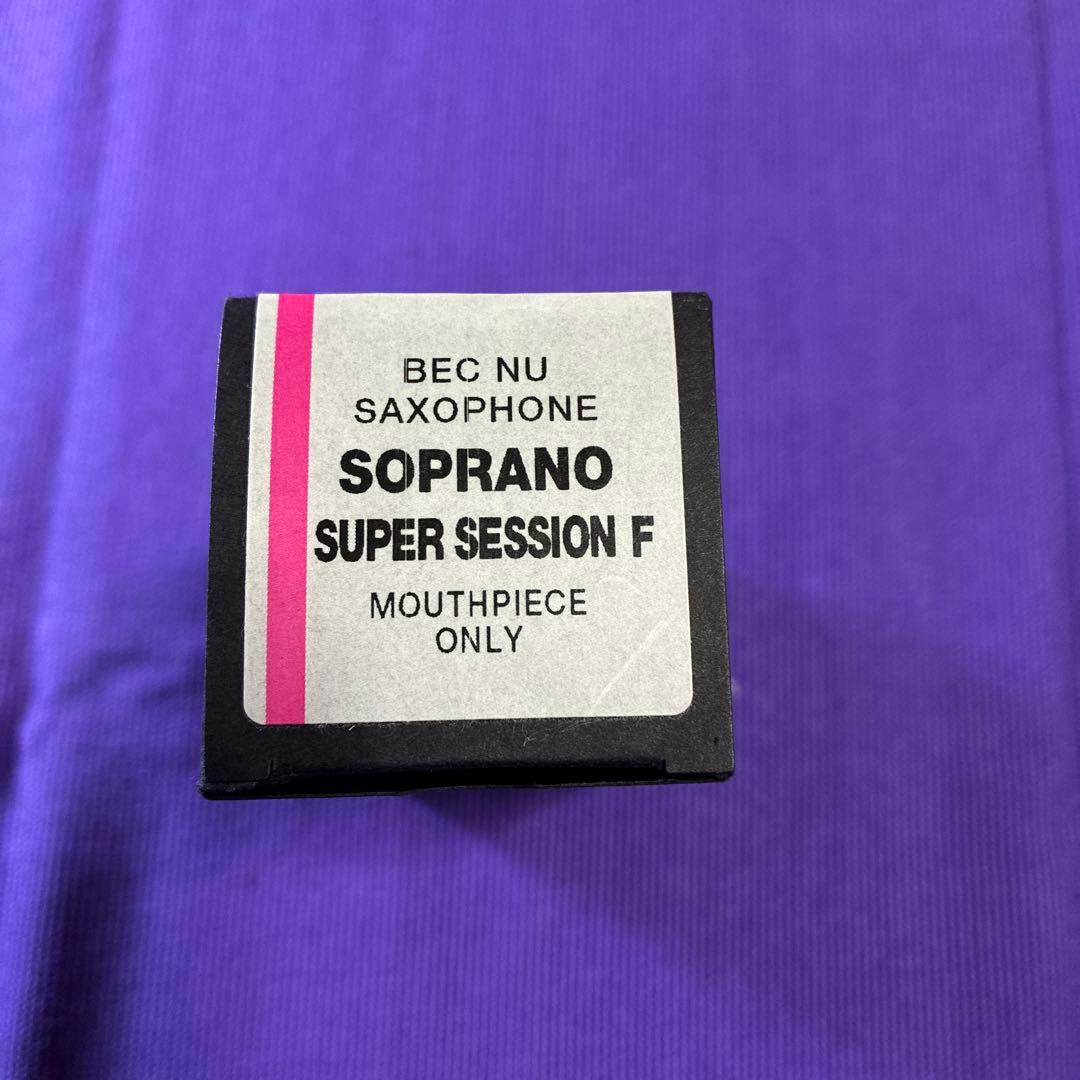 BEC NU
SAXOPHONE
SOPRANO
SUPER SESSION F
MOUTHPIECE
ONLY